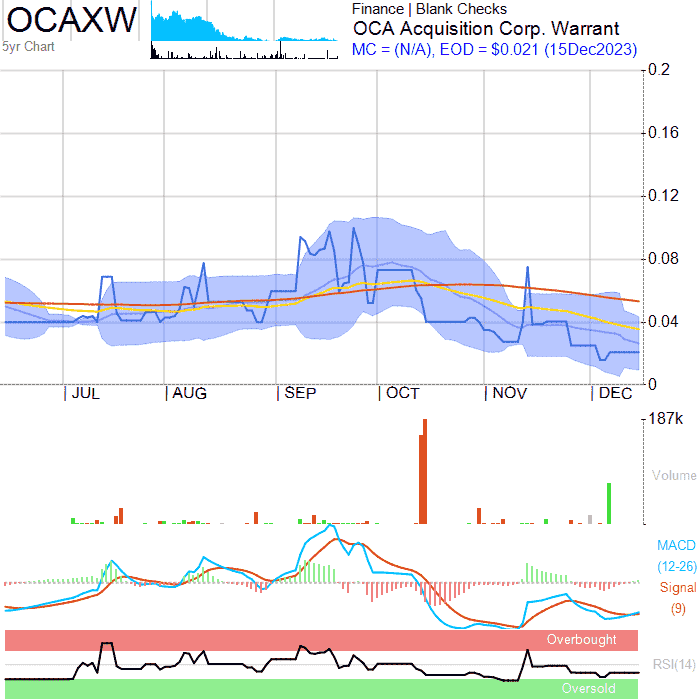 OCAXW
5yr Chart
Finance | Blank Checks
OCA Acquisition Corp. Warrant
MC = (N/A), EOD = $0.021 (15Dec2023)
0.2
0.16
0.12
0.08
0.04
0
JUL
AUG
SEP
OCT
NOV
DEC
187k
Volume
MACD
(12-26)
Signal
(9)
Overbought
RSI(14)
Oversold